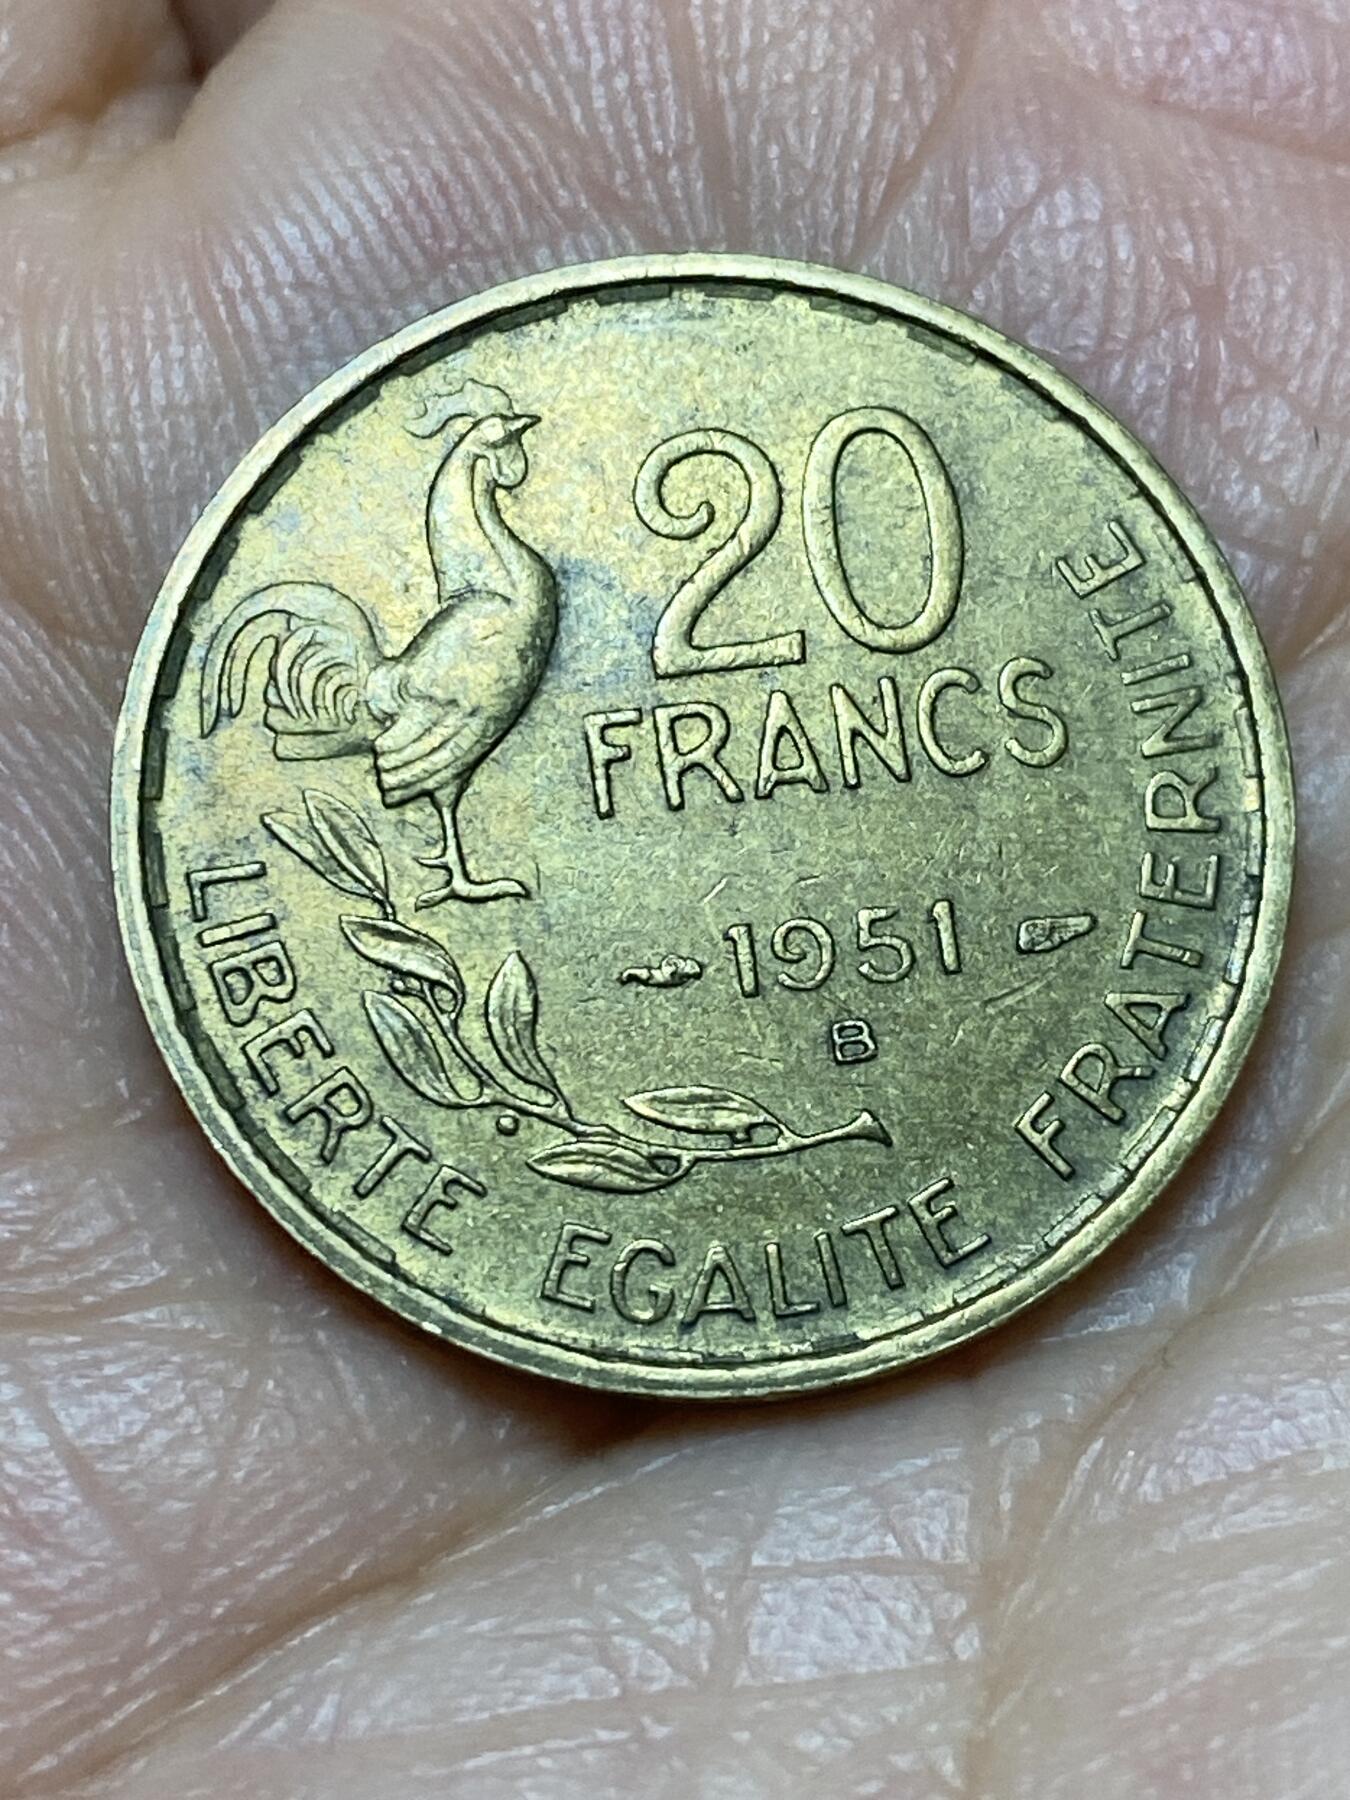 20
FRANCS
1951
B
LIBERTE EGALITE FRATERNITE